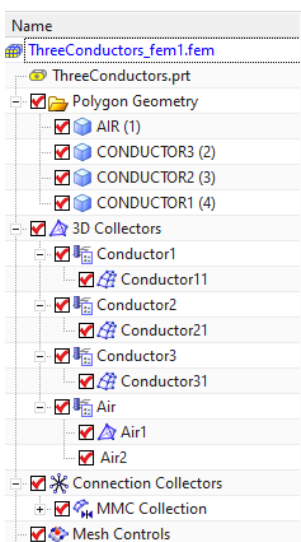 Name
ThreeConductors_fem1.fem
ThreeConductors.prt
Polygon Geometry
AIR (1)
CONDUCTOR3 (2)
CONDUCTOR2 (3)
CONDUCTOR1 (4)
3D Collectors
Conductor1
Conductor11
Conductor2
Conductor21
Conductor3
Conductor31
Air
Air1
Air2
Connection Collectors
MMC Collection
Mesh Controls